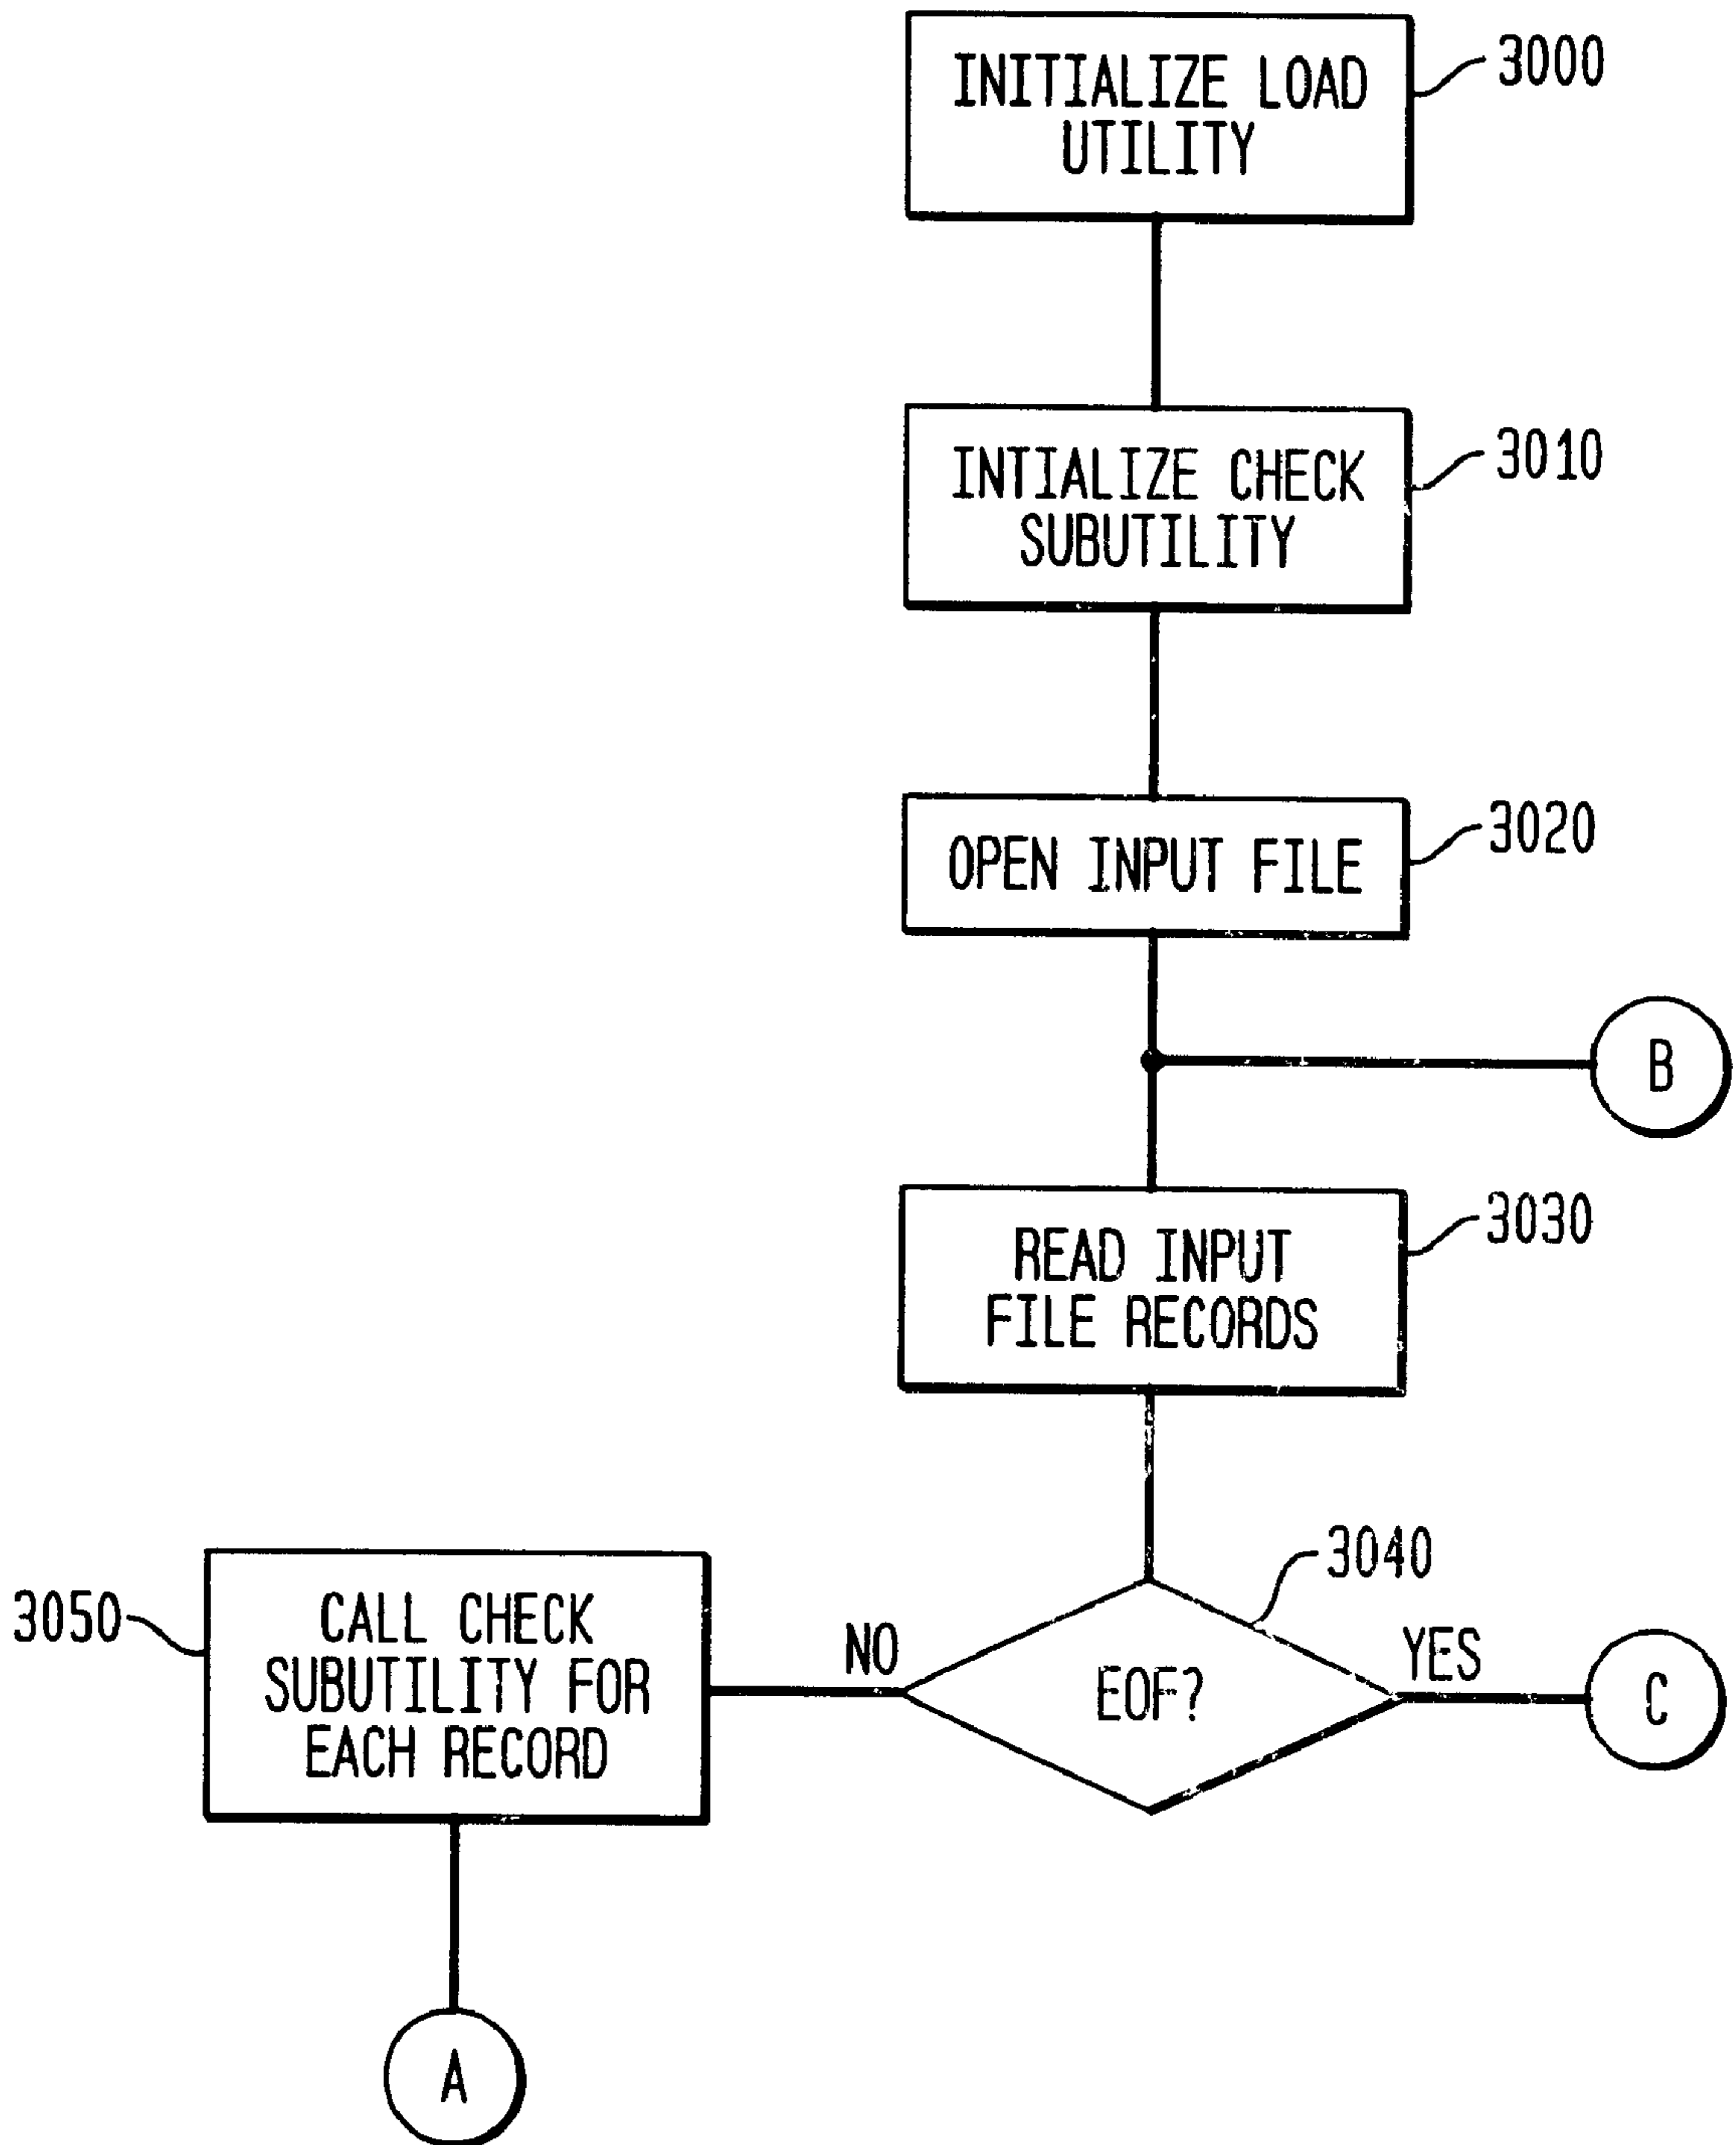 INITIALIZE LOAD
UTILITY
3000
INTIALIZE CHECK
SUBUTILITY
3010
OPEN INPUT FILE
3020
B
READ INPUT
FILE RECORDS
3030
3040
EOF?
NO
YES
C
3050
CALL CHECK
SUBUTILITY FOR
EACH RECORD
A